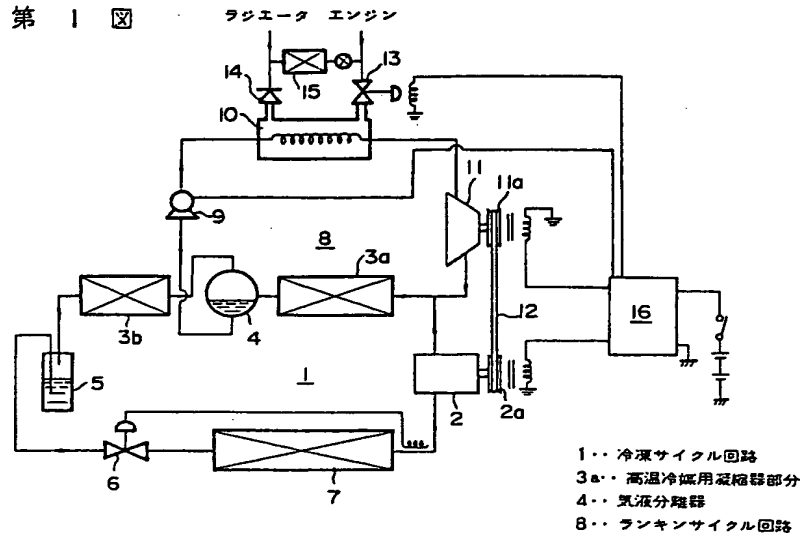 第 1 図
ラジエータ エンジン
13
14
15
10
11
11a
9
8
3a
3b
4
12
16
5
1
2
2a
6
7
1・・冷凍サイクル回路
3a・・高温冷媒用凝縮器部分
4・・気液分離器
8・・ランキンサイクル回路